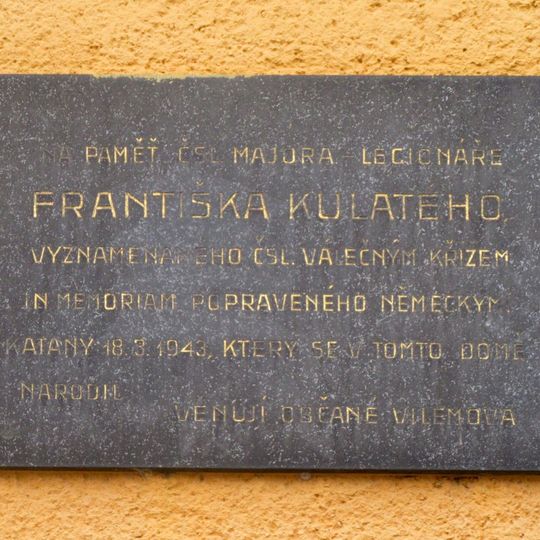 NA PAMĚŤ ČSL. MAJORA - LEGIONÁŘE
FRANTIŠKA KULATÉHO,
VYZNAMENANÉHO ČSL. VÁLEČNÝM KŘÍŽEM
IN MEMORIAM, POPRAVENÉHO NĚMECKÝMI
KATANY 18.3.1943, KTERÝ SE V TOMTO DOMĚ
NARODIL
VĚNUJÍ OBČANÉ VILÉMOVA